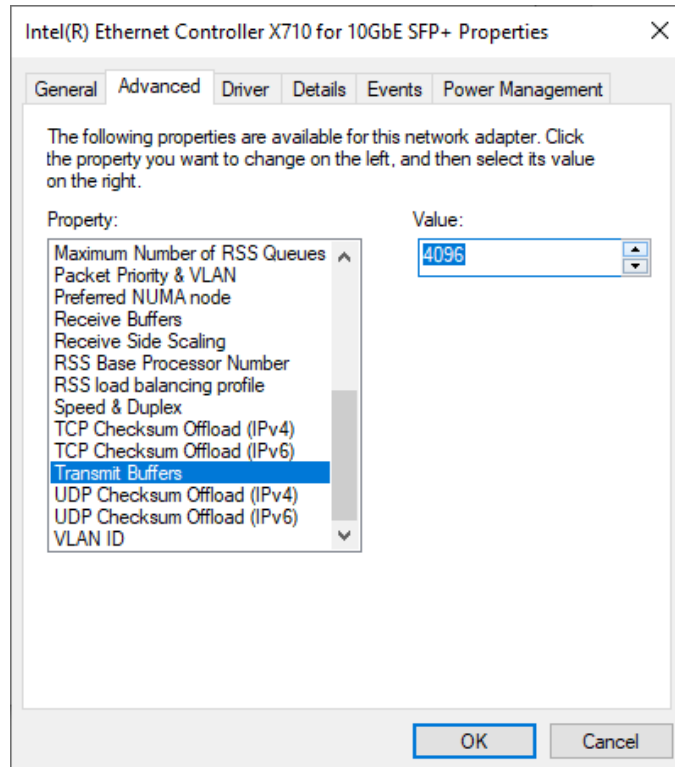 Intel(R) Ethernet Controller X710 for 10GbE SFP+ Properties
General Advanced Driver Details Events Power Management
The following properties are available for this network adapter. Click
the property you want to change on the left, and then select its value
on the right.
Property: Value:
4096
Maximum Number of RSS Queues
Packet Priority & VLAN
Preferred NUMA node
Receive Buffers
Receive Side Scaling
RSS Base Processor Number
RSS load balancing profile
Speed & Duplex
TCP Checksum Offload (IPv4)
TCP Checksum Offload (IPv6)
Transmit Buffers
UDP Checksum Offload (IPv4)
UDP Checksum Offload (IPv6)
VLAN ID
OK Cancel